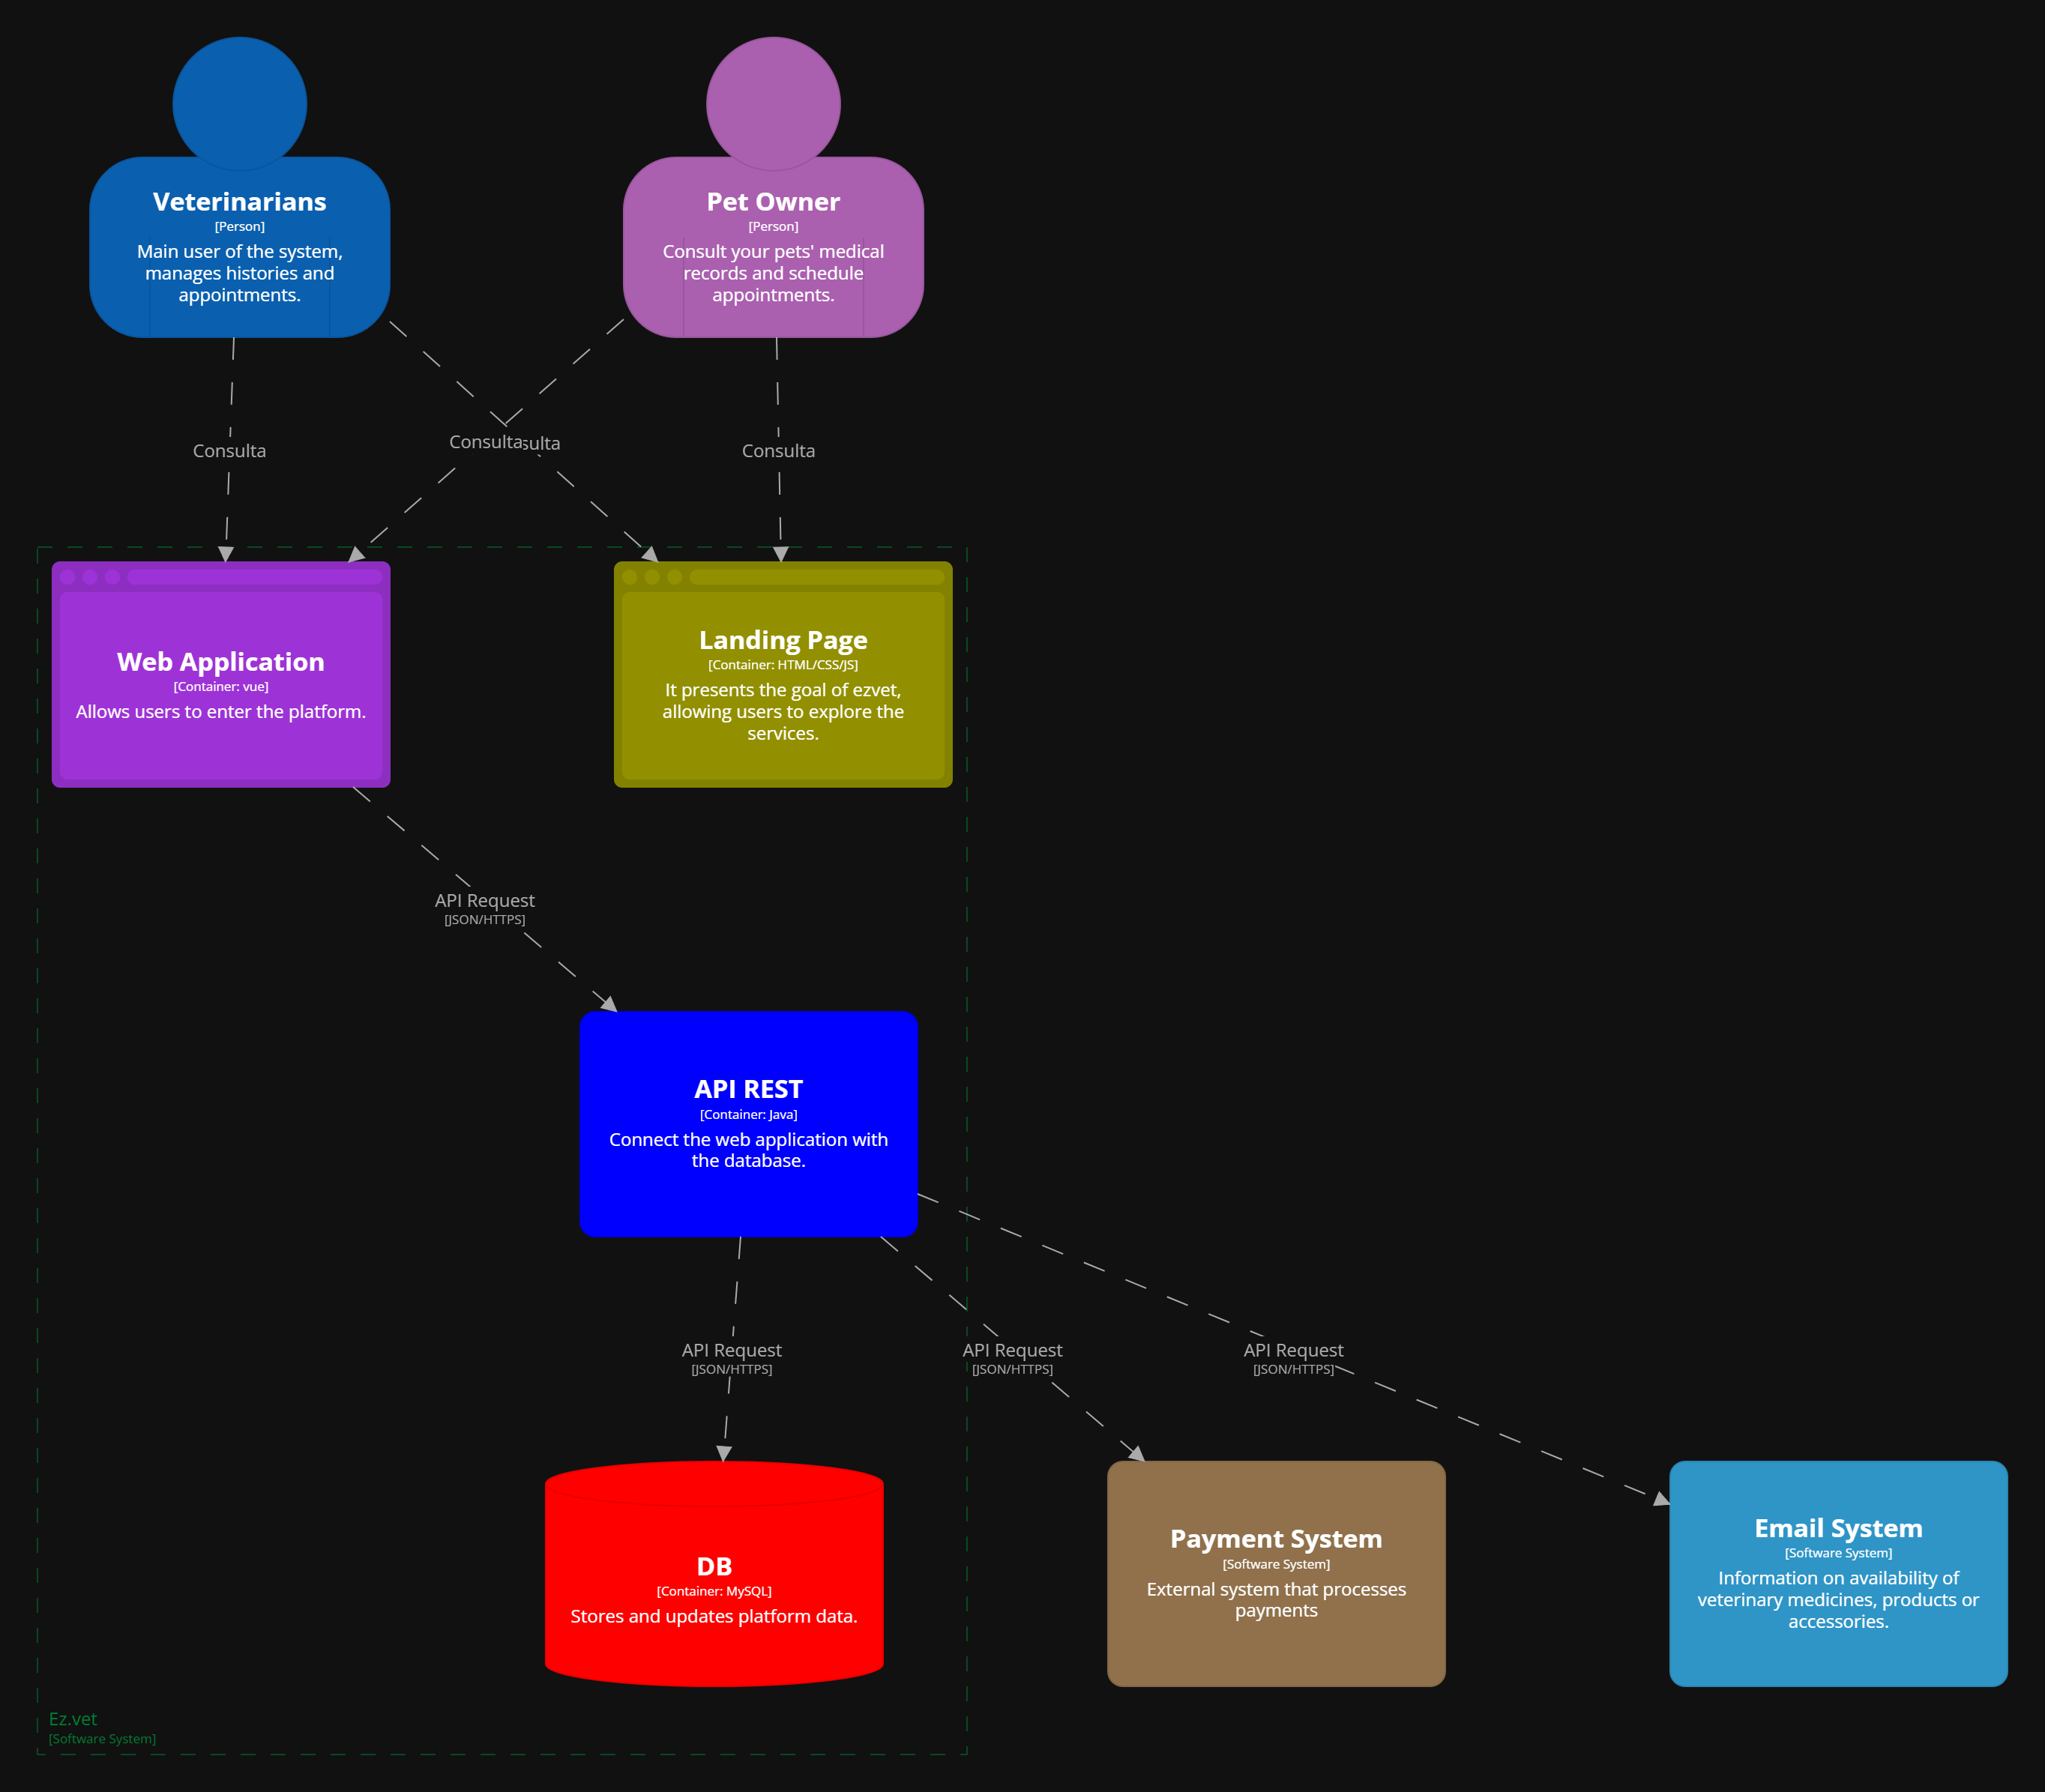 Veterinarians
[Person]
Main user of the system,
manages histories and
appointments.
Pet Owner
[Person]
Consult your pets' medical
records and schedule
appointments.
Consulta
Consulta
sulta
Consulta
Web Application
[Container: vue]
Allows users to enter the platform.
Landing Page
[Container: HTML/CSS/JS]
It presents the goal of ezvet,
allowing users to explore the
services.
API Request
[JSON/HTTPS]
API REST
[Container: Java]
Connect the web application with
the database.
API Request
[JSON/HTTPS]
API Request
[JSON/HTTPS]
API Request
[JSON/HTTPS]
DB
[Container: MySQL]
Stores and updates platform data.
Payment System
[Software System]
External system that processes
payments
Email System
[Software System]
Information on availability of
veterinary medicines, products or
accessories.
Ez.vet
[Software System]